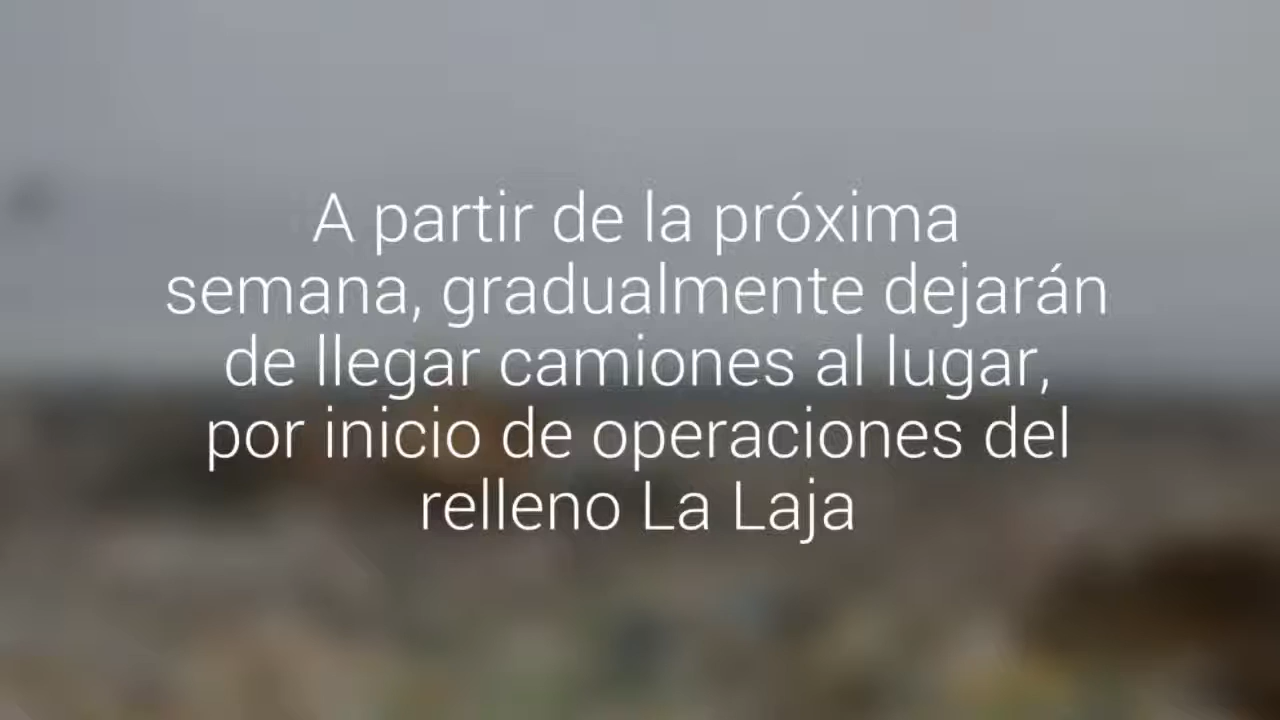 A partir de la próxima
semana, gradualmente dejarán
de llegar camiones al lugar,
por inicio de operaciones del
relleno La Laja